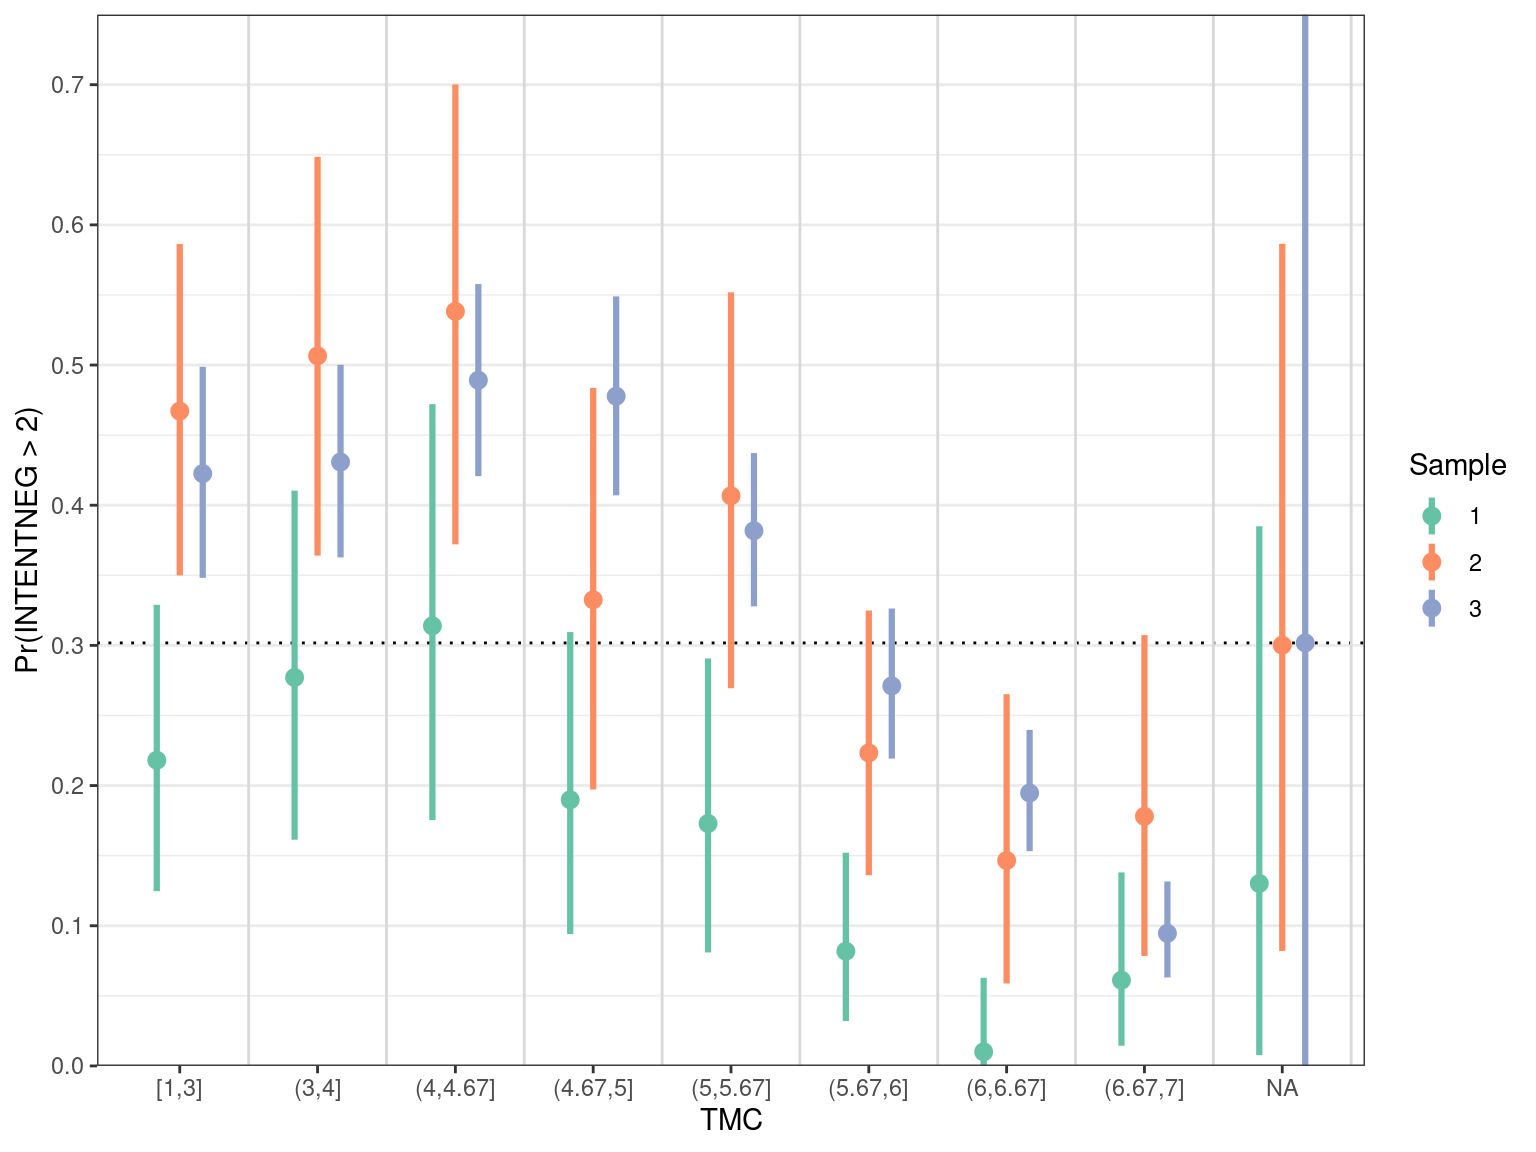 0.7
0.6
0.5
0.4
0.3
0.2
0.1
0.0
Pr(INTENTNEG > 2)
[1,3] (3,4] (4,4.67] (4.67,5] (5,5.67] (5.67,6] (6,6.67] (6.67,7] NA
TMC
Sample
1
2
3